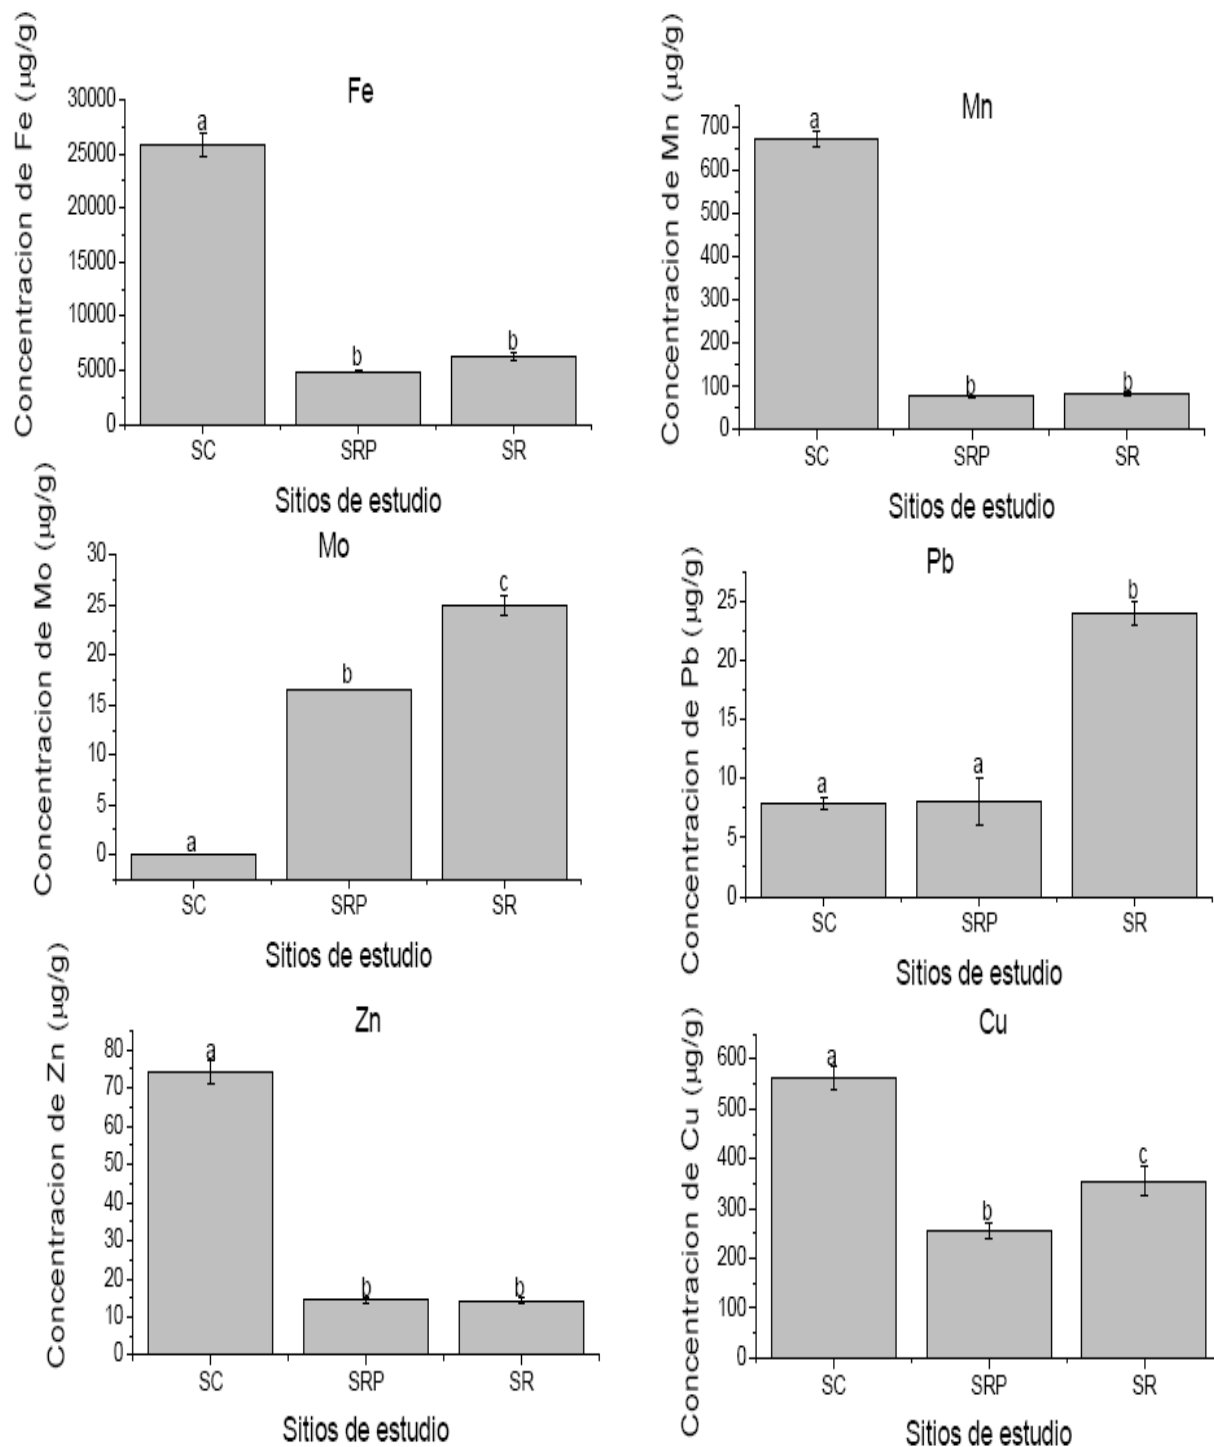 Fe
Concentracion de Fe (µg/g)
30000
25000
20000
15000
10000
5000
0
a
b
b
SC
SRP
SR
Sitios de estudio
Mn
Concentracion de Mn (µg/g)
700
600
500
400
300
200
100
0
a
b
b
SC
SRP
SR
Sitios de estudio
Mo
Concentracion de Mo (µg/g)
30
25
20
15
10
5
0
a
b
c
SC
SRP
SR
Sitios de estudio
Pb
Concentracion de Pb (µg/g)
25
20
15
10
5
0
a
a
b
SC
SRP
SR
Sitios de estudio
Zn
Concentracion de Zn (µg/g)
80
70
60
50
40
30
20
10
0
a
b
b
SC
SRP
SR
Sitios de estudio
Cu
Concentracion de Cu (µg/g)
600
500
400
300
200
100
0
a
b
c
SC
SRP
SR
Sitios de estudio